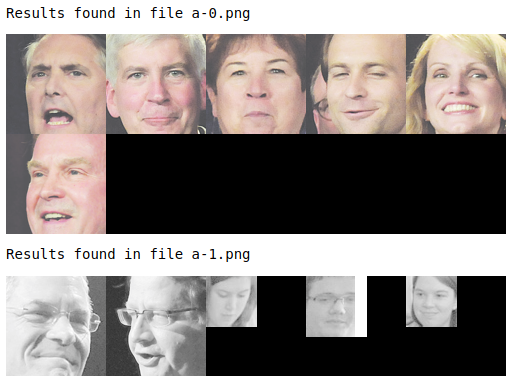 Results found in file a-0.png
Results found in file a-1.png